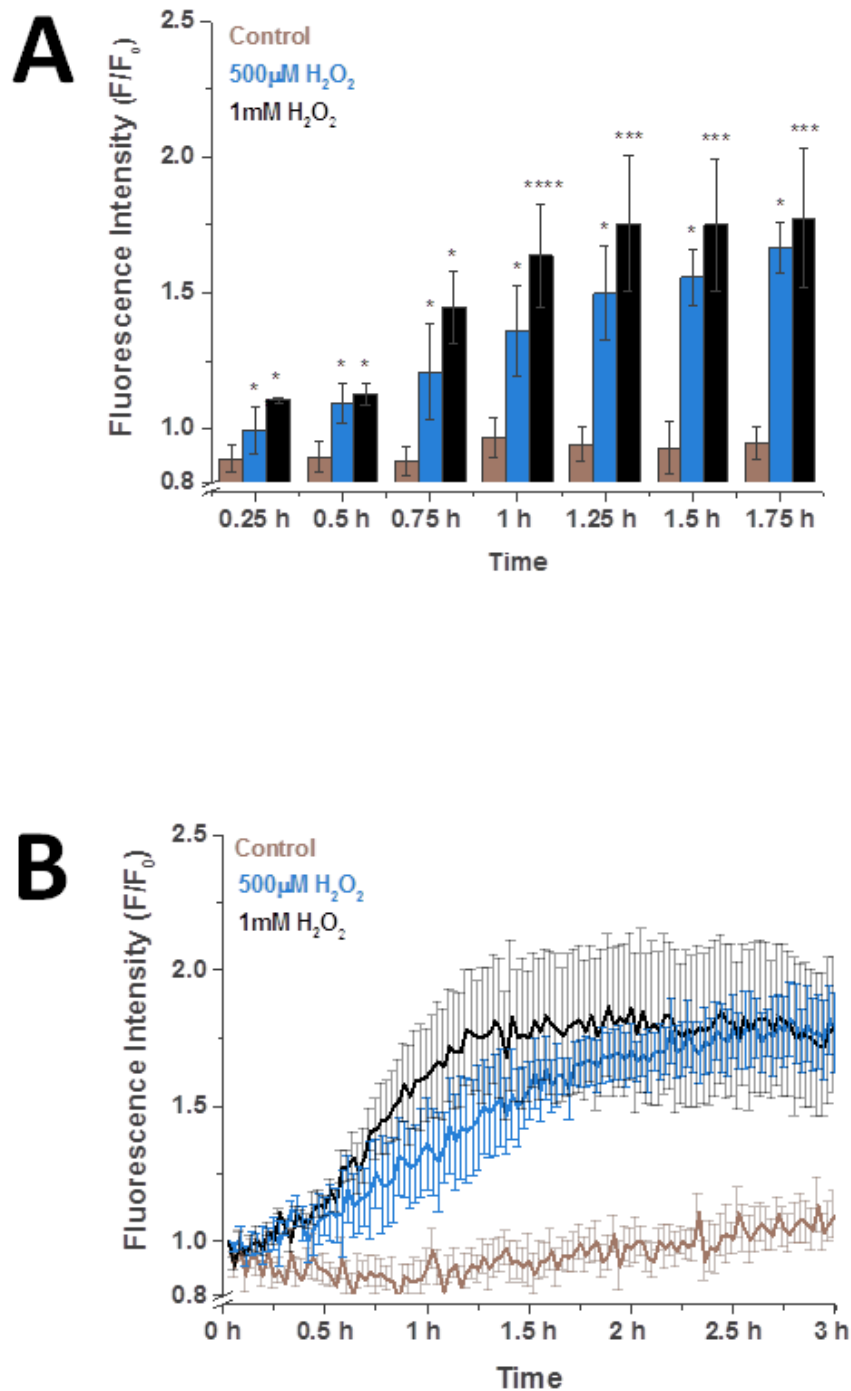 A
Fluorescence Intensity (F/F₀)
2.5
2.0
1.5
1.0
0.8
Control
500µM H₂O₂
1mM H₂O₂
* * * * * * * **** * *** * *** * ***
0.25 h 0.5 h 0.75 h 1 h 1.25 h 1.5 h 1.75 h
Time
B
Fluorescence Intensity (F/F₀)
2.5
2.0
1.5
1.0
0.8
Control
500µM H₂O₂
1mM H₂O₂
0 h 0.5 h 1 h 1.5 h 2 h 2.5 h 3 h
Time